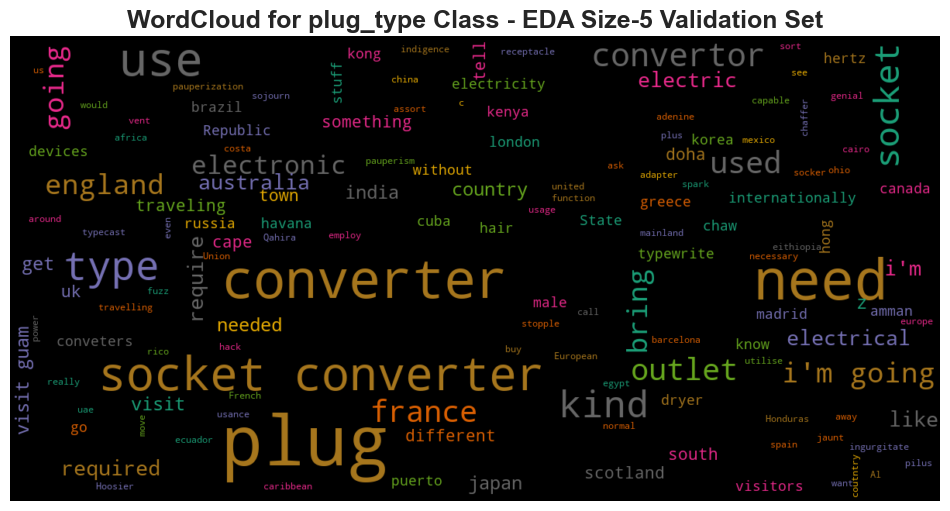 WordCloud for plug_type Class - EDA Size-5 Validation Set
going
use
kong
indigence
tell
receptacle
convertor
sort
see
hertz
socket
us
pauperization
sojourn
stuff
china
electricity
electric
capable
genial
chaffer
would
vent
brazil
assort
c
kenya
adenine
africa
Republic
something
london
plus
korea
mexico
cairo
devices
costa
electronic
pauperism
without
doha
used
ask
adapter
spark
socker
ohio
england
australia
town
india
country
united
function
greece
internationally
canada
traveling
around
russia
havana
cuba
hair
usage
State
chaw
hong
typecast
even
Qahira
employ
cape
require
mainland
eithiopia
get
type
Union
typewrite
necessary
i'm
uk
fuzz
converter
male
bring
need
z
travelling
madrid
amman
needed
stopple
call
europe
power
visit guam
conveters
rico
hack
buy
European
barcelona
know
utilise
electrical
really
socket converter
egypt
outlet
i'm going
uae
visit
French
usance
france
kind
dryer
Honduras
away
like
go
move
ecuador
different
normal
spain
jaunt
ingurgitate
required
plug
south
scotland
pilus
Al
Hoosier
caribbean
puerto
japan
visitors
want
coutntry